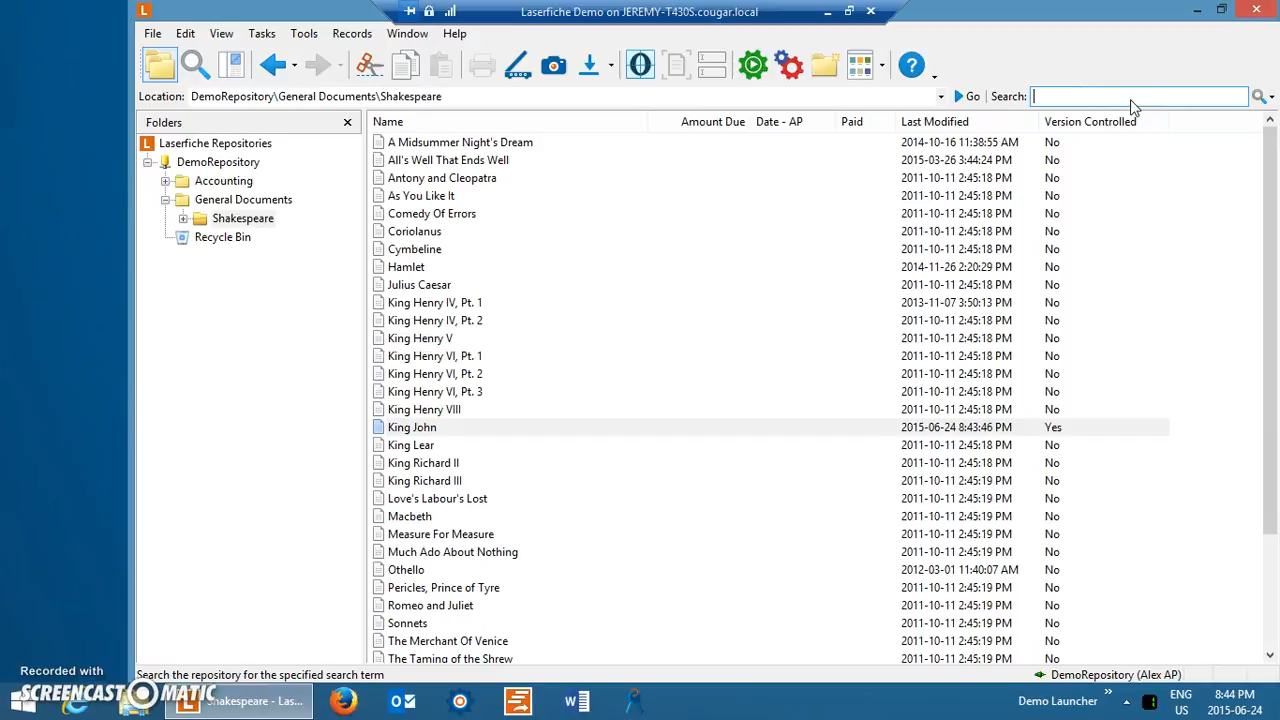 Laserfiche Demo on JEREMY-T430S.cougar.local
File Edit View Tasks Tools Records Window Help
Location: DemoRepository\General Documents\Shakespeare Go Search:
Folders
Laserfiche Repositories
DemoRepository
Accounting
General Documents
Shakespeare
Recycle Bin
Name Amount Due Date - AP Paid Last Modified Version Controlled
A Midsummer Night's Dream 2014-10-16 11:38:55 AM No
All's Well That Ends Well 2015-03-26 3:44:24 PM No
Antony and Cleopatra 2011-10-11 2:45:18 PM No
As You Like It 2011-10-11 2:45:18 PM No
Comedy Of Errors 2011-10-11 2:45:18 PM No
Coriolanus 2011-10-11 2:45:18 PM No
Cymbeline 2011-10-11 2:45:18 PM No
Hamlet 2014-11-26 2:20:29 PM No
Julius Caesar 2011-10-11 2:45:18 PM No
King Henry IV, Pt. 1 2013-11-07 3:50:13 PM No
King Henry IV, Pt. 2 2011-10-11 2:45:18 PM No
King Henry V 2011-10-11 2:45:18 PM No
King Henry VI, Pt. 1 2011-10-11 2:45:18 PM No
King Henry VI, Pt. 2 2011-10-11 2:45:18 PM No
King Henry VI, Pt. 3 2011-10-11 2:45:18 PM No
King Henry VIII 2011-10-11 2:45:18 PM No
King John 2015-06-24 8:43:46 PM Yes
King Lear 2011-10-11 2:45:18 PM No
King Richard II 2011-10-11 2:45:18 PM No
King Richard III 2011-10-11 2:45:19 PM No
Love's Labour's Lost 2011-10-11 2:45:19 PM No
Macbeth 2011-10-11 2:45:19 PM No
Measure For Measure 2011-10-11 2:45:19 PM No
Much Ado About Nothing 2011-10-11 2:45:19 PM No
Othello 2012-03-01 11:40:07 AM No
Pericles, Prince of Tyre 2011-10-11 2:45:19 PM No
Romeo and Juliet 2011-10-11 2:45:19 PM No
Sonnets 2011-10-11 2:45:19 PM No
The Merchant Of Venice 2011-10-11 2:45:19 PM No
The Taming of the Shrew 2011-10-11 2:45:19 PM No
Search the repository for the specified search term DemoRepository (Alex AP)
Recorded with
SCREENCAST-O-MATIC
Shakespeare - Las...
Demo Launcher
ENG
US
8:44 PM
2015-06-24